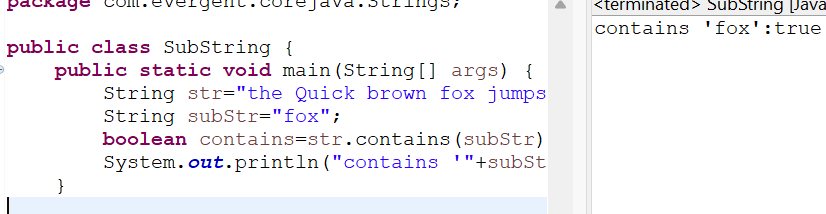 package com.evergent.corejava.Strings;
public class SubString {
public static void main(String[] args) {
String str="the Quick brown fox jumps
String subStr="fox";
boolean contains=str.contains(subStr)
System.out.println("contains '"+subSt
}
<terminated> SubString [Java
contains 'fox':true